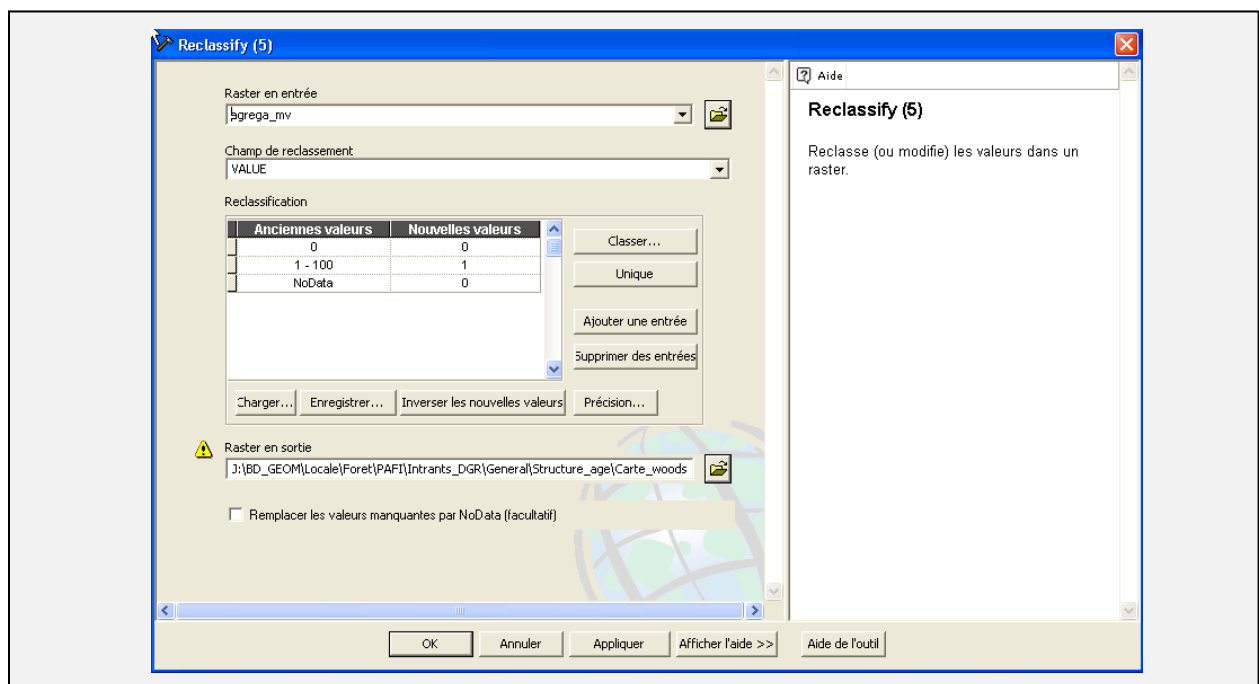 Reclassify (5)
Raster en entrée
agrega_mv
Champ de reclassement
VALUE
Reclassification
Anciennes valeurs Nouvelles valeurs
0 0
1 - 100 1
NoData 0
Classer...
Unique
Ajouter une entrée
Supprimer des entrées
Charger... Enregistrer... Inverser les nouvelles valeurs Précision...
Raster en sortie
J:\BD_GEOM\Locale\Foret\PAFI\Intrants_DGR\General\Structure_age\Carte_woods
Remplacer les valeurs manquantes par NoData (facultatif)
OK Annuler Appliquer Afficher l'aide >> Aide de l'outil
Aide
Reclassify (5)
Reclasse (ou modifie) les valeurs dans un
raster.